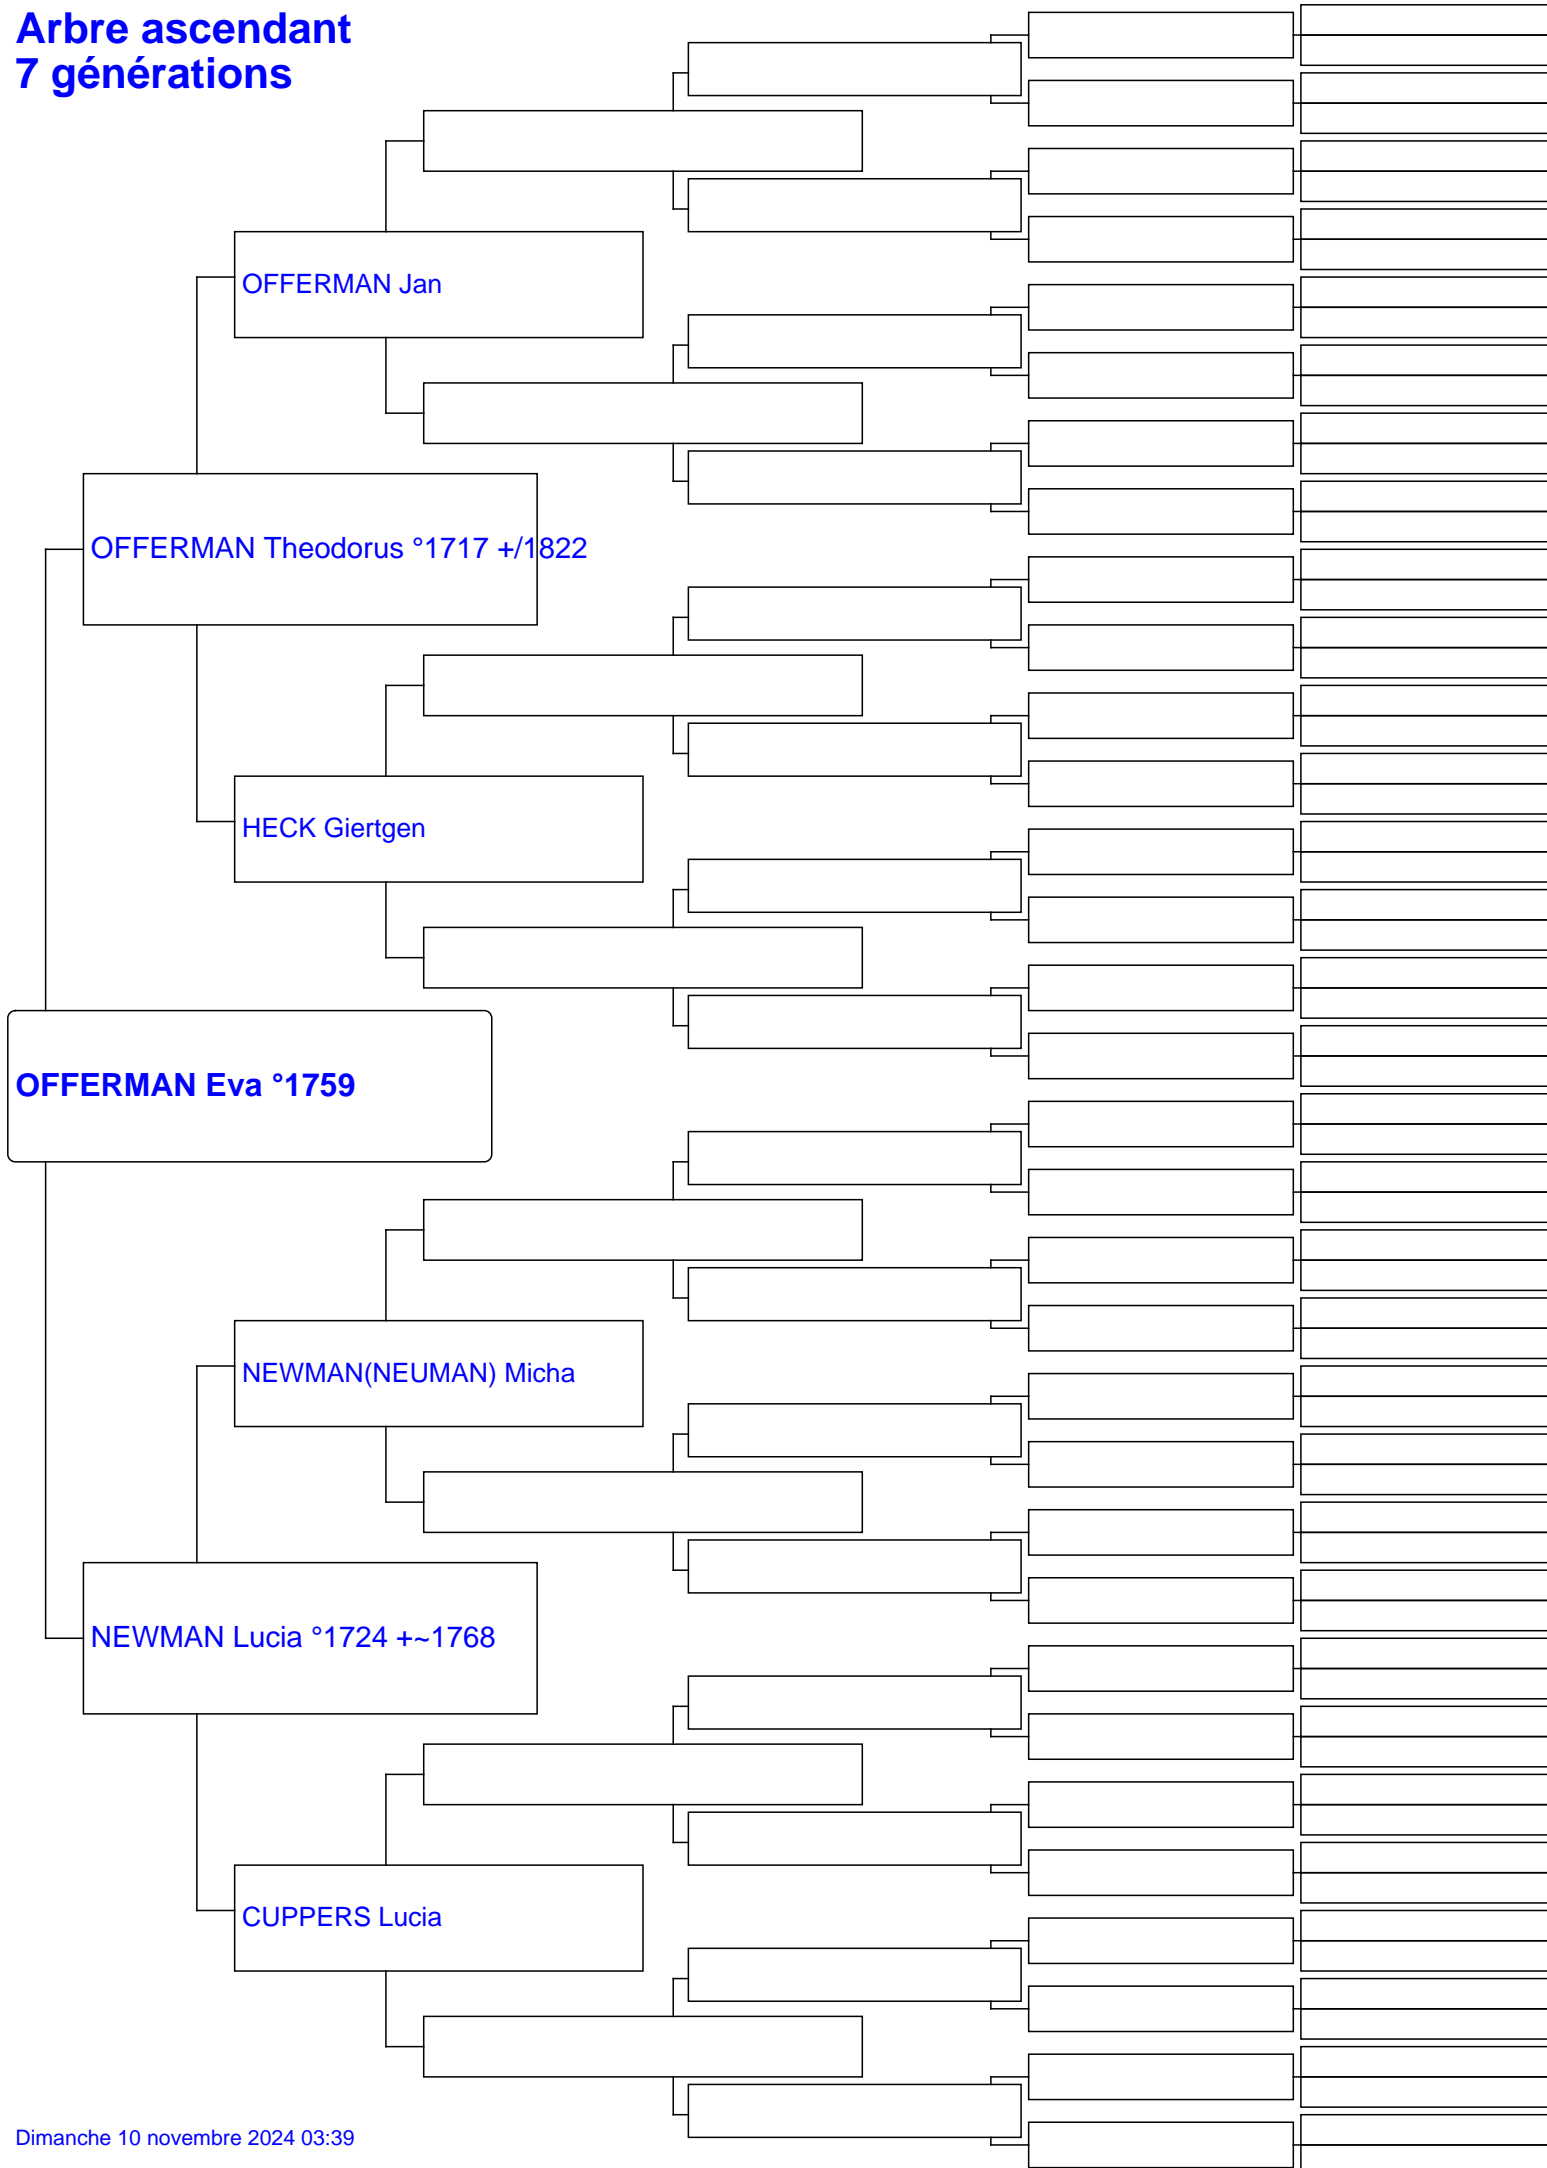 Arbre ascendant
7 générations
OFFERMAN Jan
OFFERMAN Theodorus °1717 +/1822
HECK Giertgen
OFFERMAN Eva °1759
NEWMAN(NEUMAN) Micha
NEWMAN Lucia °1724 +~1768
CUPPERS Lucia
Dimanche 10 novembre 2024 03:39